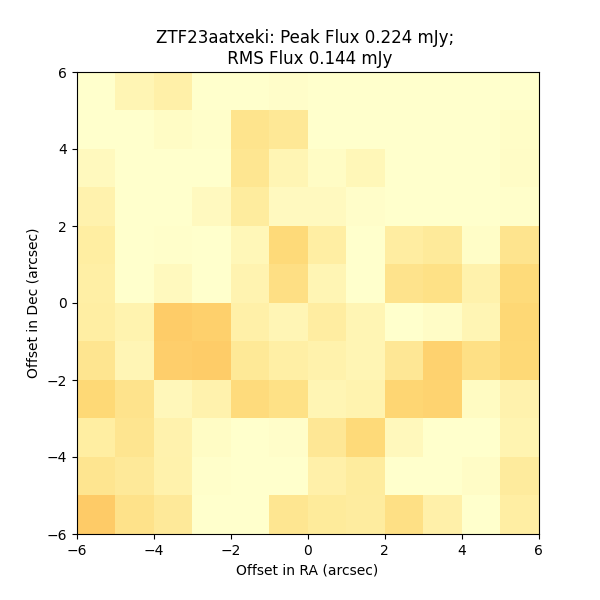 ZTF23aatxeki: Peak Flux 0.224 mJy;
RMS Flux 0.144 mJy
6
4
2
0
−2
−4
−6
Offset in Dec (arcsec)
−6 −4 −2 0 2 4 6
Offset in RA (arcsec)